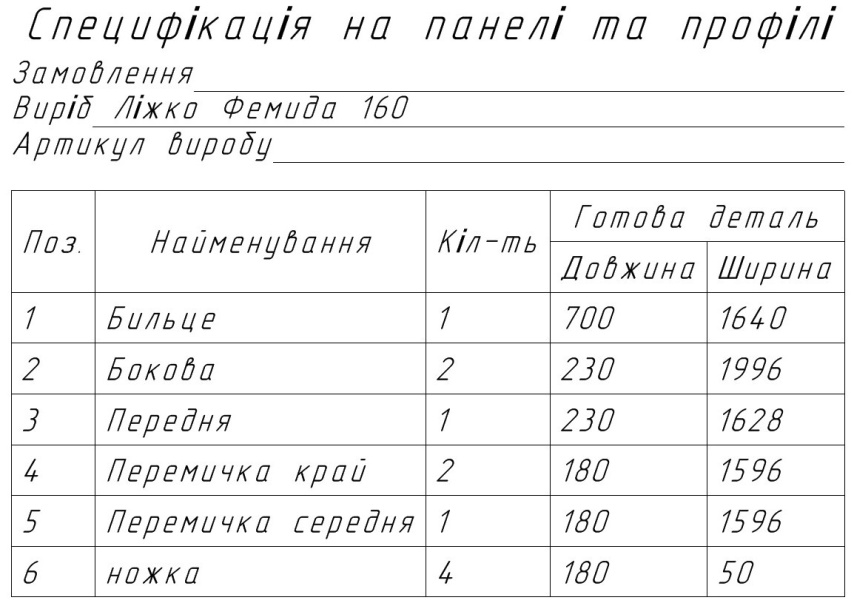 Специфікація на панелі та профілі
Замовлення
Виріб Ліжко Фемида 160
Артикул виробу
Поз. Найменування Кіл-ть Готова деталь
Довжина Ширина
1 Бильце 1 700 1640
2 Бокова 2 230 1996
3 Передня 1 230 1628
4 Перемичка край 2 180 1596
5 Перемичка середня 1 180 1596
6 ножка 4 180 50